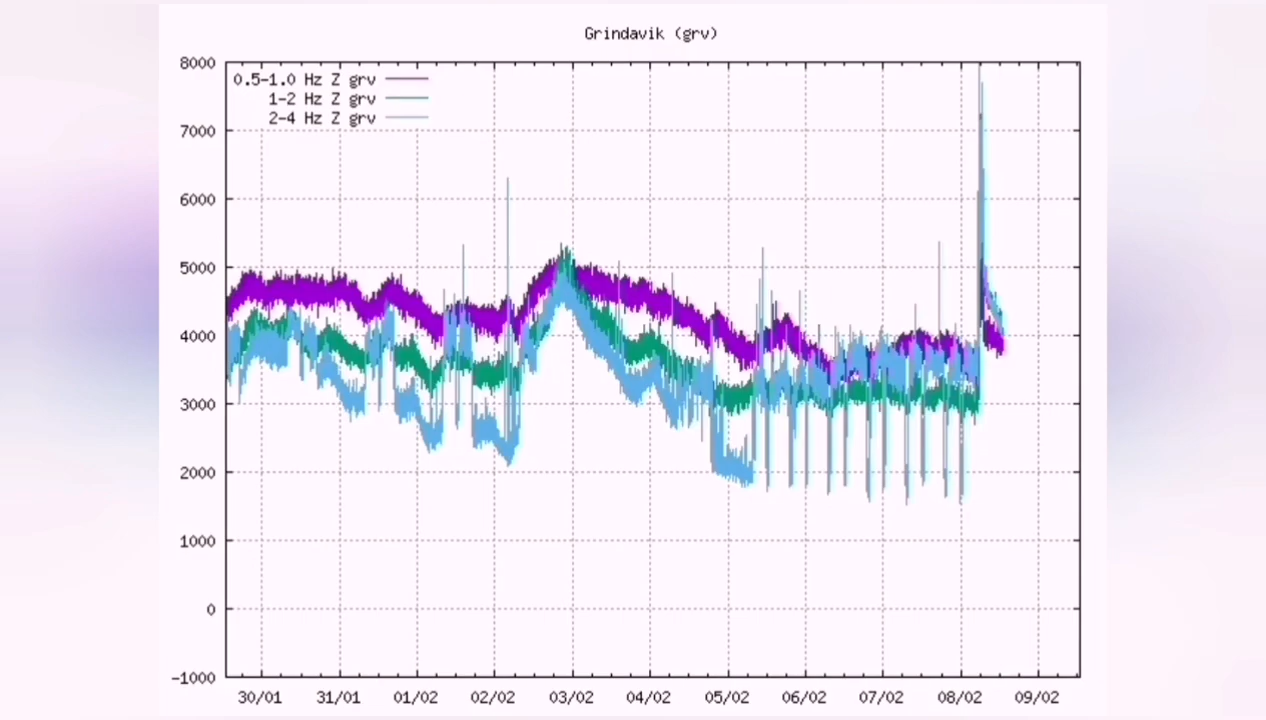 Grindavik (grv)
8000
0.5-1.0 Hz Z grv
1-2 Hz Z grv
2-4 Hz Z grv
7000
6000
5000
4000
3000
2000
1000
0
-1000
30/01 31/01 01/02 02/02 03/02 04/02 05/02 06/02 07/02 08/02 09/02